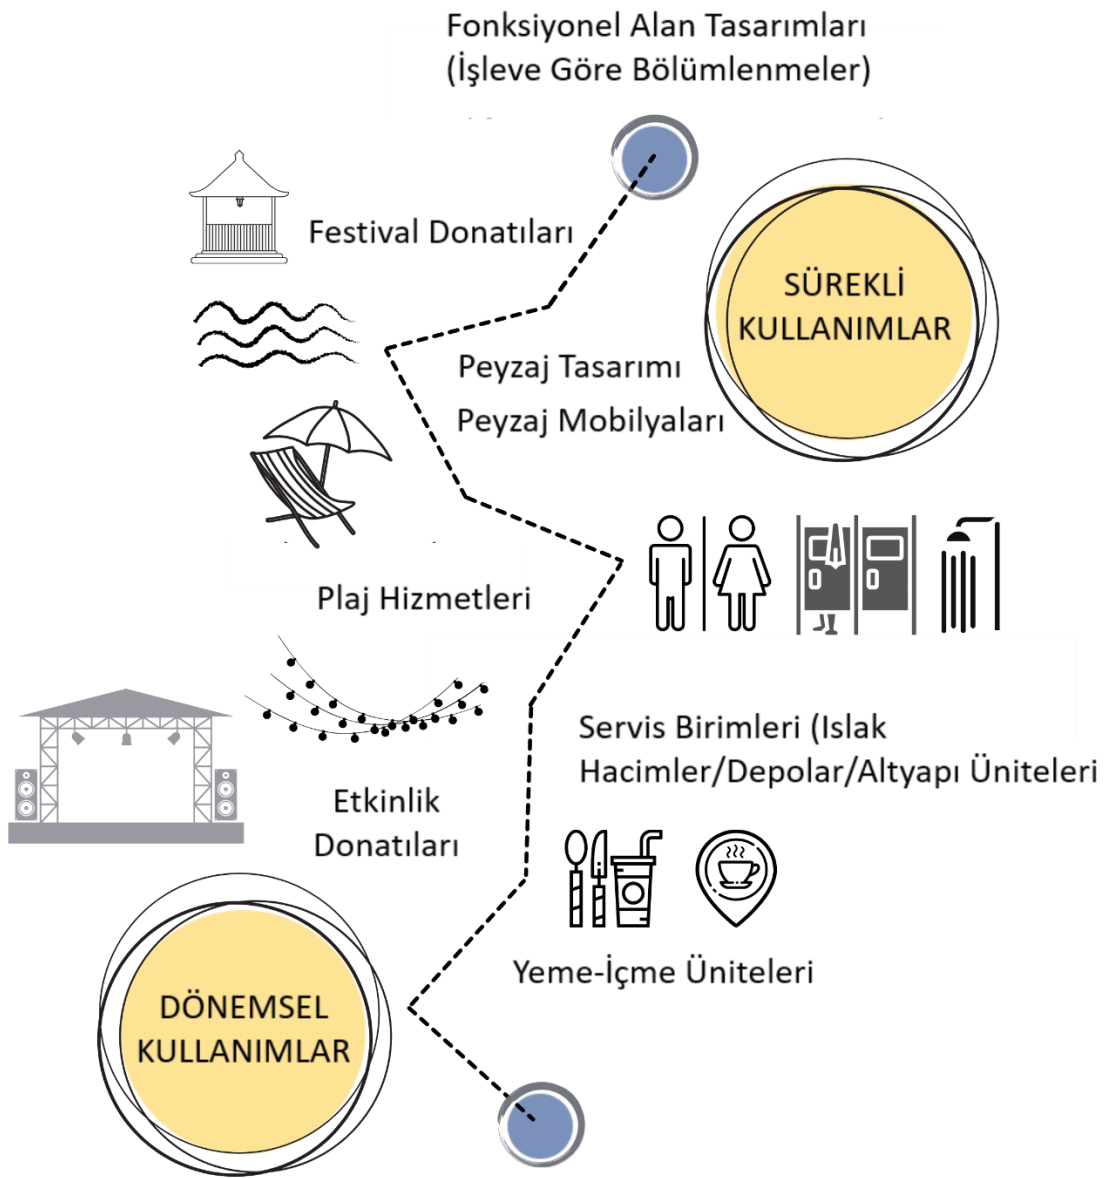 Fonksiyonel Alan Tasarımları
(İşleve Göre Bölümlenmeler)
Festival Donatıları
SÜREKLİ
KULLANIMLAR
Peyzaj Tasarımı
Peyzaj Mobilyaları
Plaj Hizmetleri
Servis Birimleri (Islak
Hacimler/Depolar/Altyapı Üniteleri
Etkinlik
Donatıları
Yeme-İçme Üniteleri
DÖNEMSEL
KULLANIMLAR